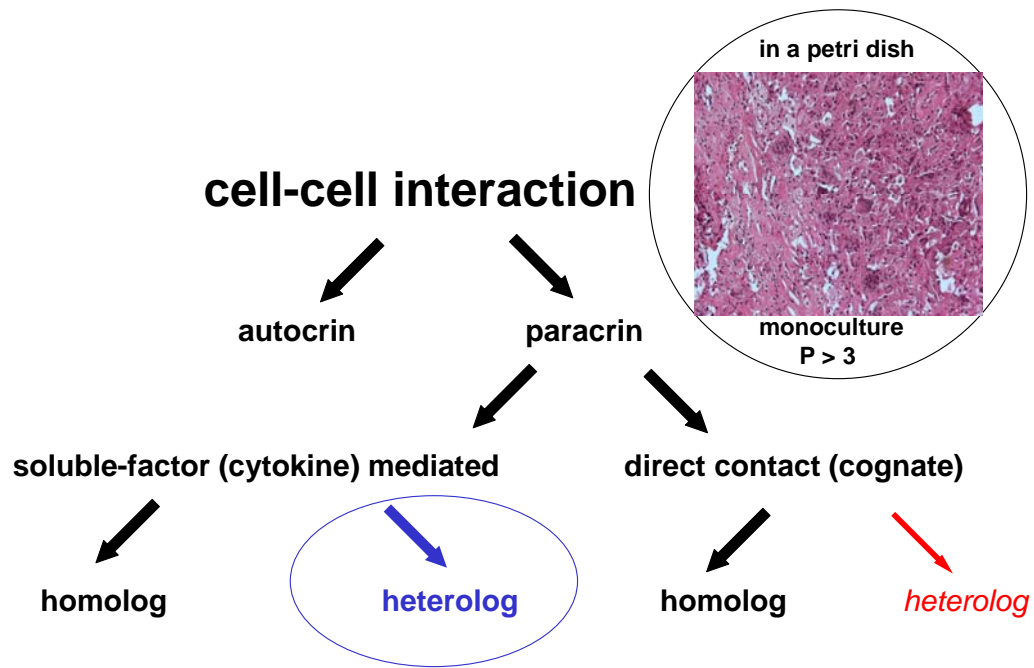 in a petri dish
cell-cell interaction
monoculture
P > 3
autocrin
paracrin
soluble-factor (cytokine) mediated
direct contact (cognate)
homolog
heterolog
homolog
heterolog